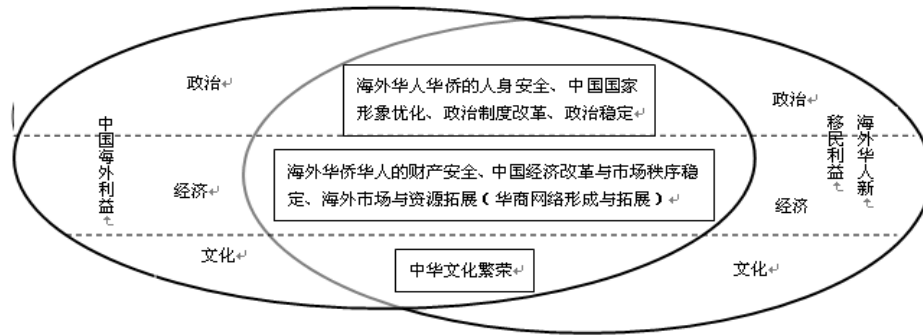 政治
海外华人华侨的人身安全、中国国家
形象优化、政治制度改革、政治稳定
政治
中国海外利益
经济
海外华侨华人的财产安全、中国经济改革与市场秩序稳
定、海外市场与资源拓展（华商网络形成与拓展）
海外华人新
移民利益
经济
文化
中华文化繁荣
文化